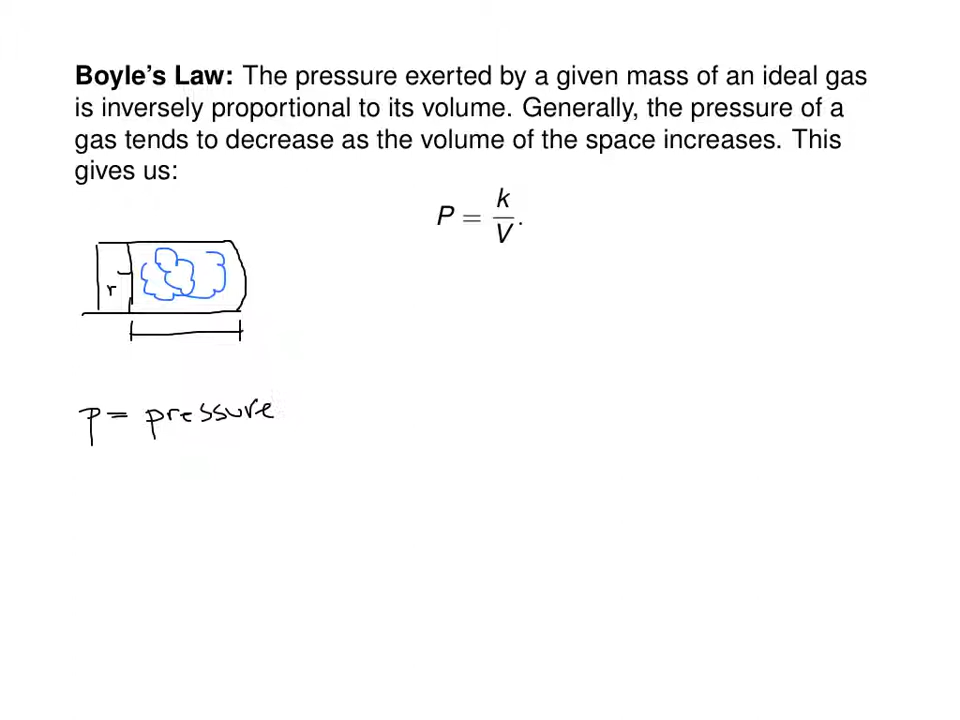 Boyle's Law: The pressure exerted by a given mass of an ideal gas
is inversely proportional to its volume. Generally, the pressure of a
gas tends to decrease as the volume of the space increases. This
gives us:
P = k/V.
r
P = pressure